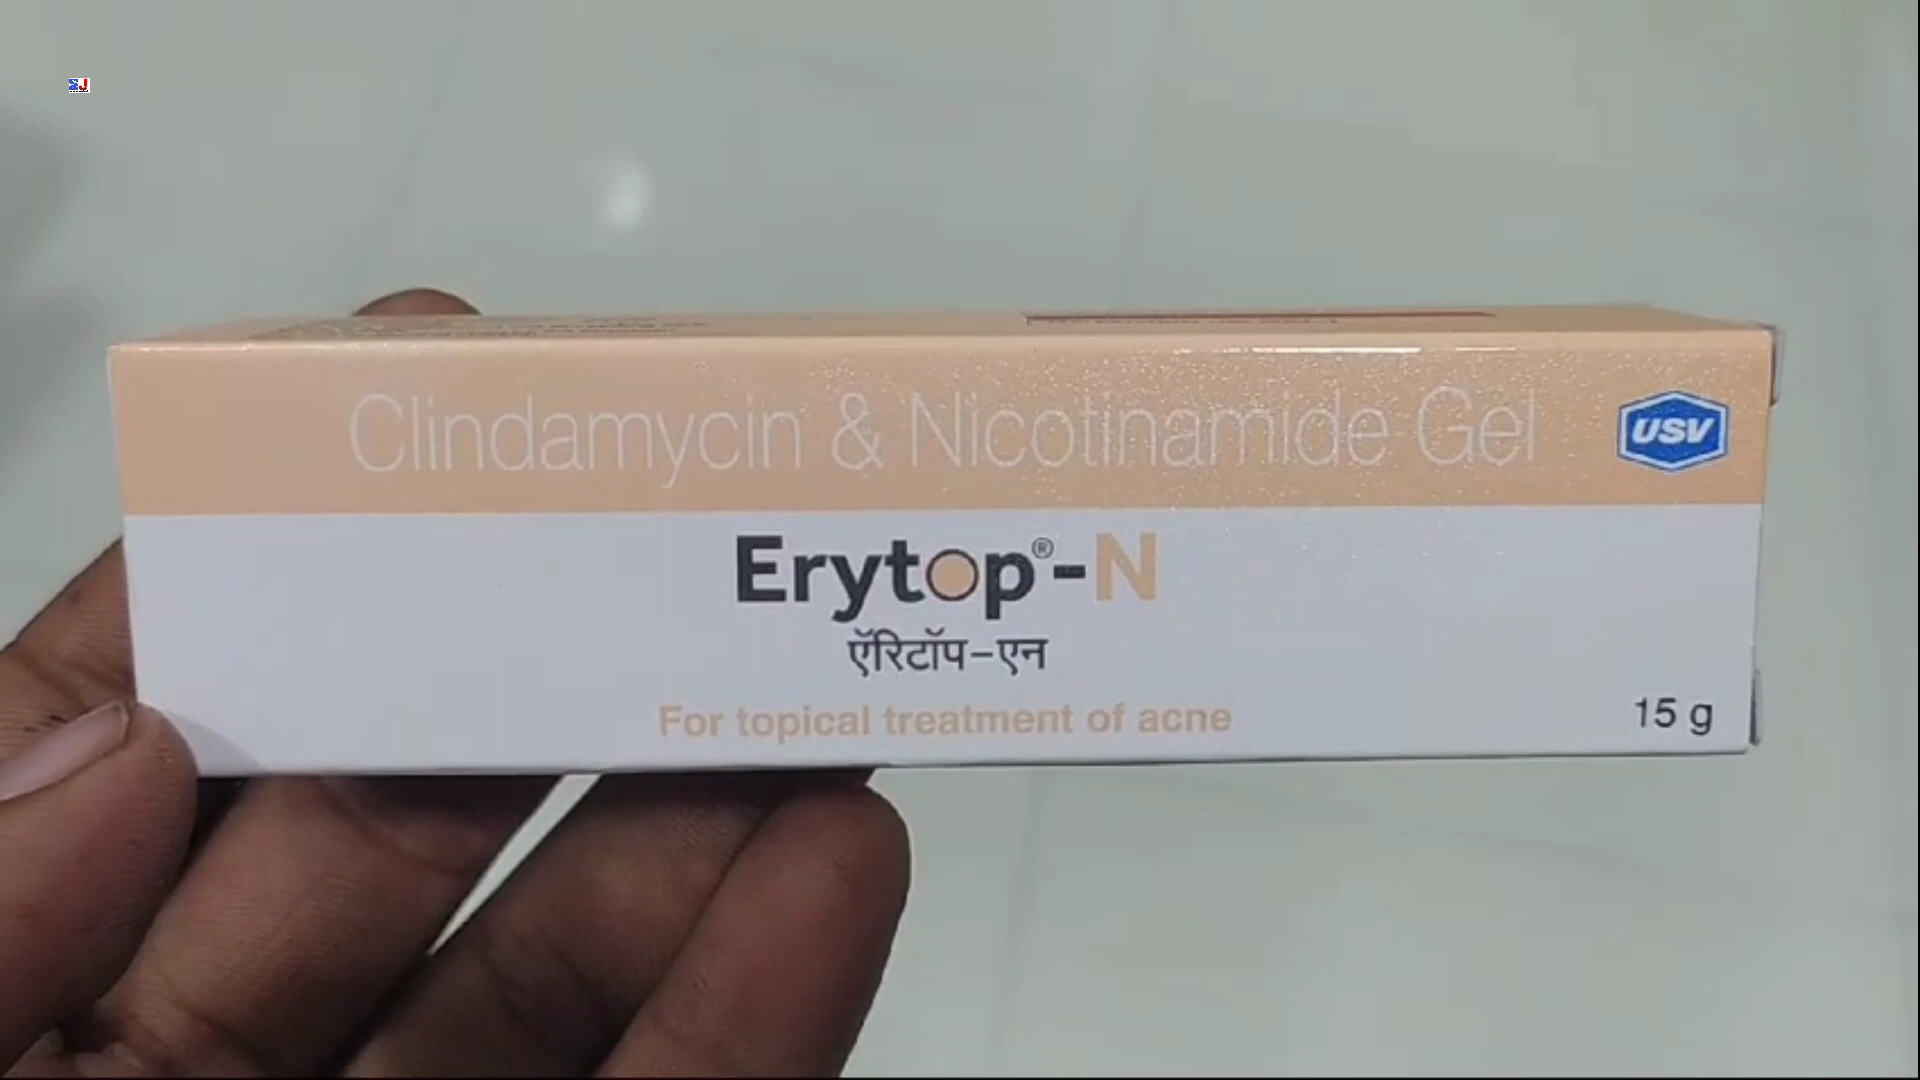 Clindamycin & Nicotinamide Gel
USV
Erytop®-N
ऍरिटॉप-एन
For topical treatment of acne
15 g